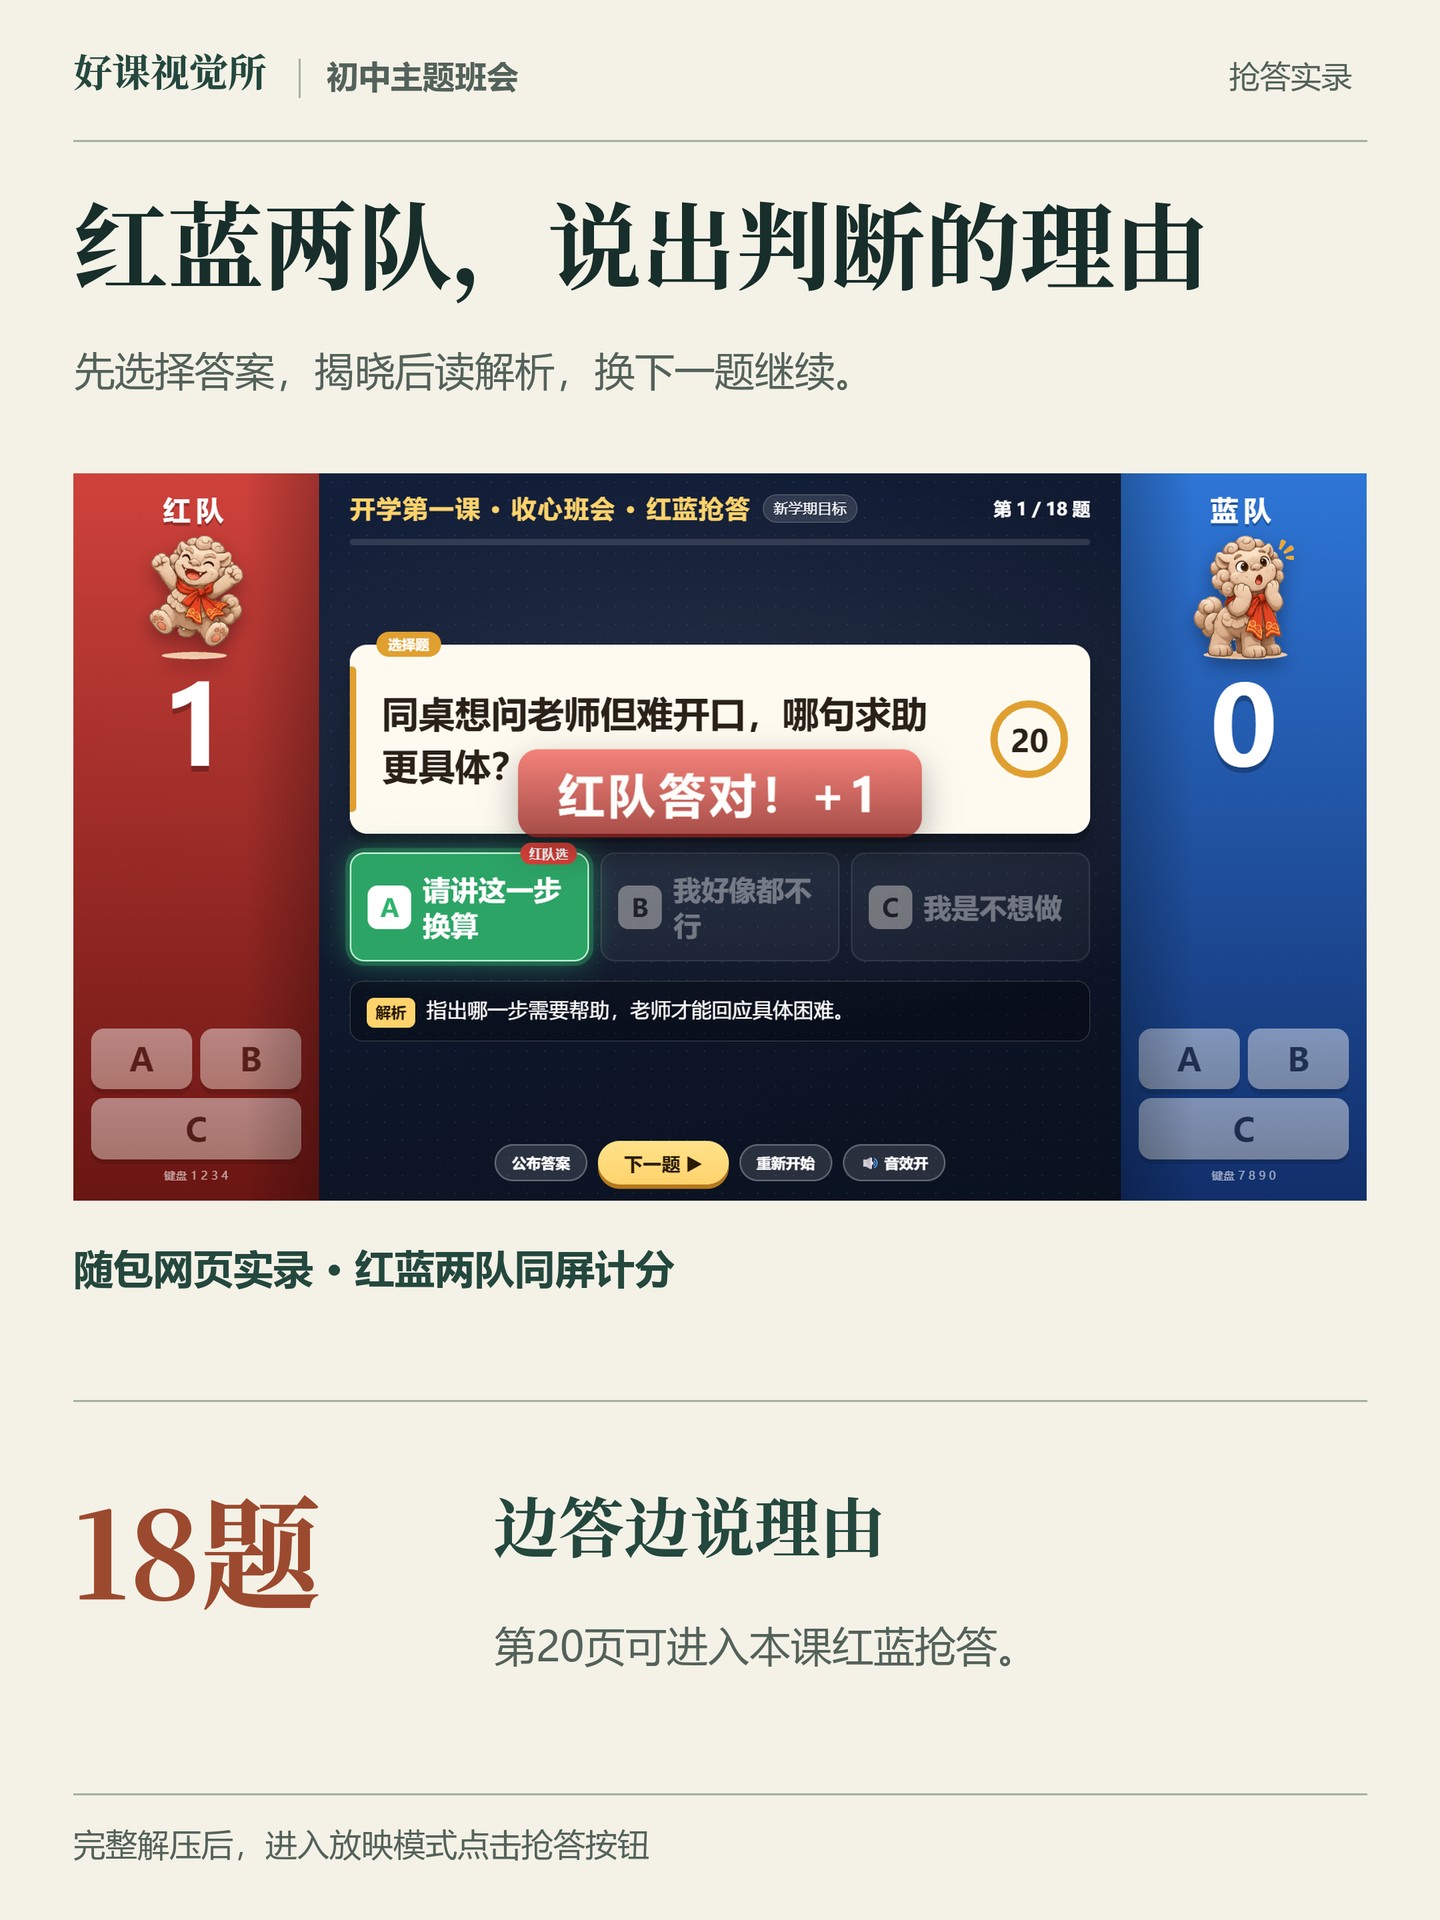 好课视觉所
初中主题班会
抢答实录
红蓝两队，说出判断的理由
先选择答案，揭晓后读解析，换下一题继续。
红队
1
A
B
C
键盘 1 2 3 4
开学第一课·收心班会·红蓝抢答
新学期目标
第 1 / 18 题
选择题
同桌想问老师但难开口，哪句求助
更具体？
20
红队答对！ +1
红队选
A 请讲这一步
换算
B 我好像都不
行
C 我是不想做
解析 指出哪一步需要帮助，老师才能回应具体困难。
公布答案
下一题 ▶
重新开始
🔊 音效开
蓝队
0
A
B
C
键盘 7 8 9 0
随包网页实录·红蓝两队同屏计分
18题
边答边说理由
第20页可进入本课红蓝抢答。
完整解压后，进入放映模式点击抢答按钮